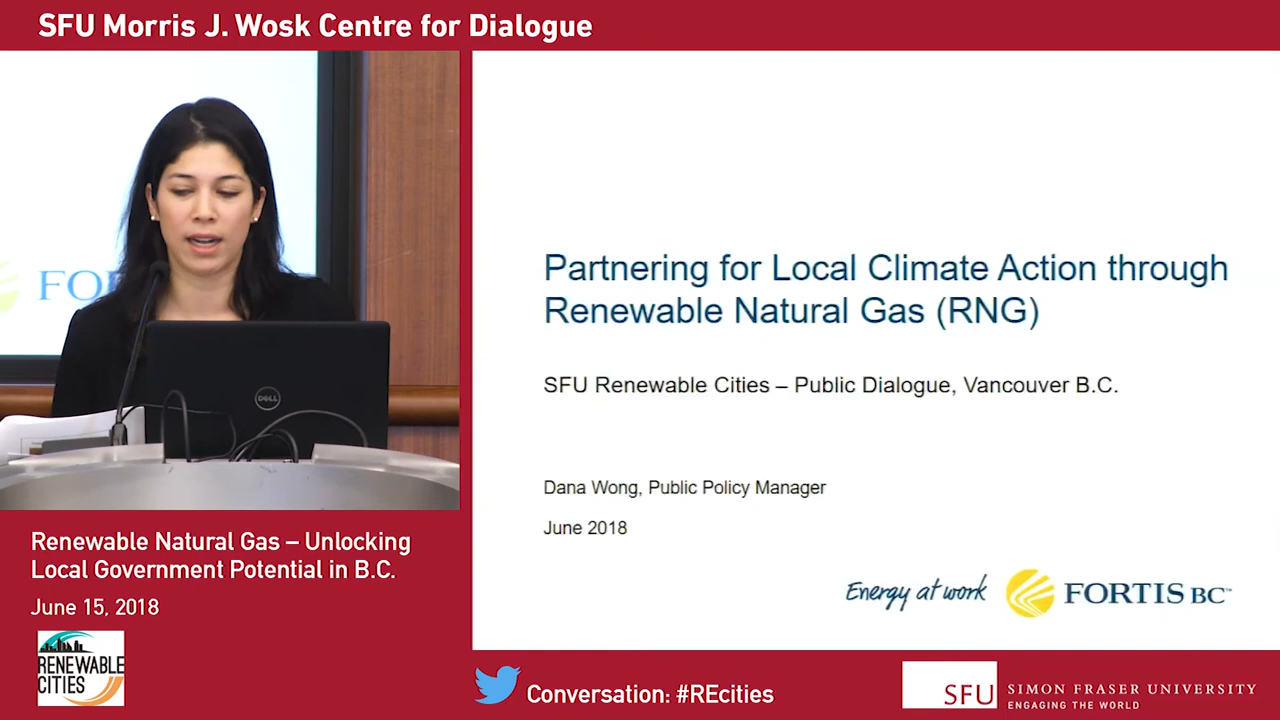 SFU Morris J. Wosk Centre for Dialogue
FO
DELL
Partnering for Local Climate Action through
Renewable Natural Gas (RNG)
SFU Renewable Cities – Public Dialogue, Vancouver B.C.
Dana Wong, Public Policy Manager
June 2018
Energy at work
FORTIS BC™
Renewable Natural Gas – Unlocking
Local Government Potential in B.C.
June 15, 2018
RENEWABLE
CITIES
Conversation: #REcities
SFU
SIMON FRASER UNIVERSITY
ENGAGING THE WORLD